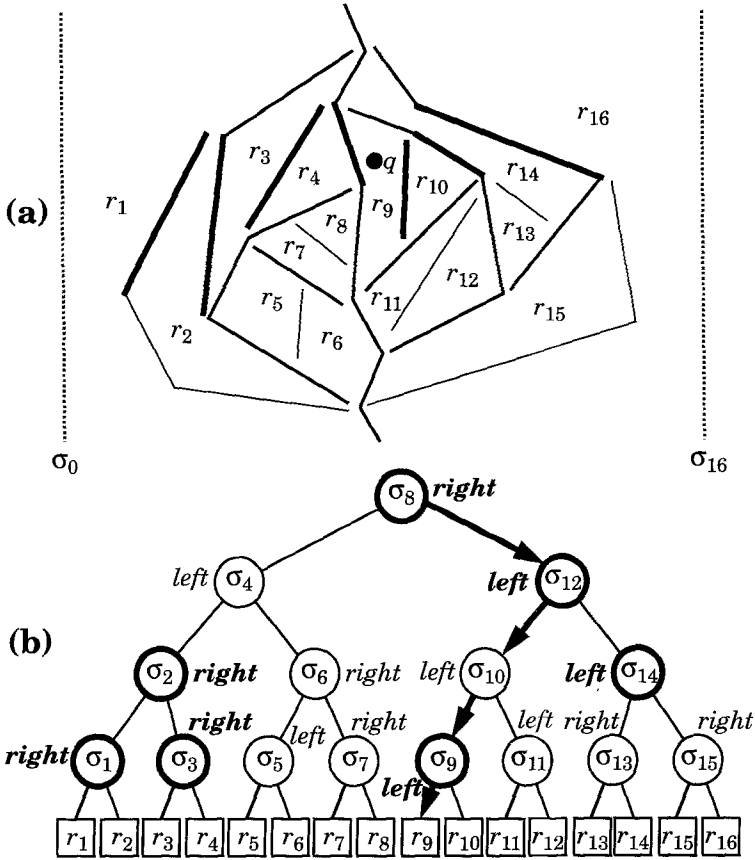 r16
r3
r14
q
r4
r10
r1
(a)
r9
r8
r13
r7
r12
r5
r11
r15
r2
r6
σ0
σ16
σ8 right
left σ4
left σ12
(b)
σ2 right
σ6 right
left σ10
left σ14
right
left
right
left
right
right
right σ1
σ3
σ5
σ7
σ9
σ11
σ13
σ15
left
r1 r2 r3 r4 r5 r6 r7 r8 r9 r10 r11 r12 r13 r14 r15 r16